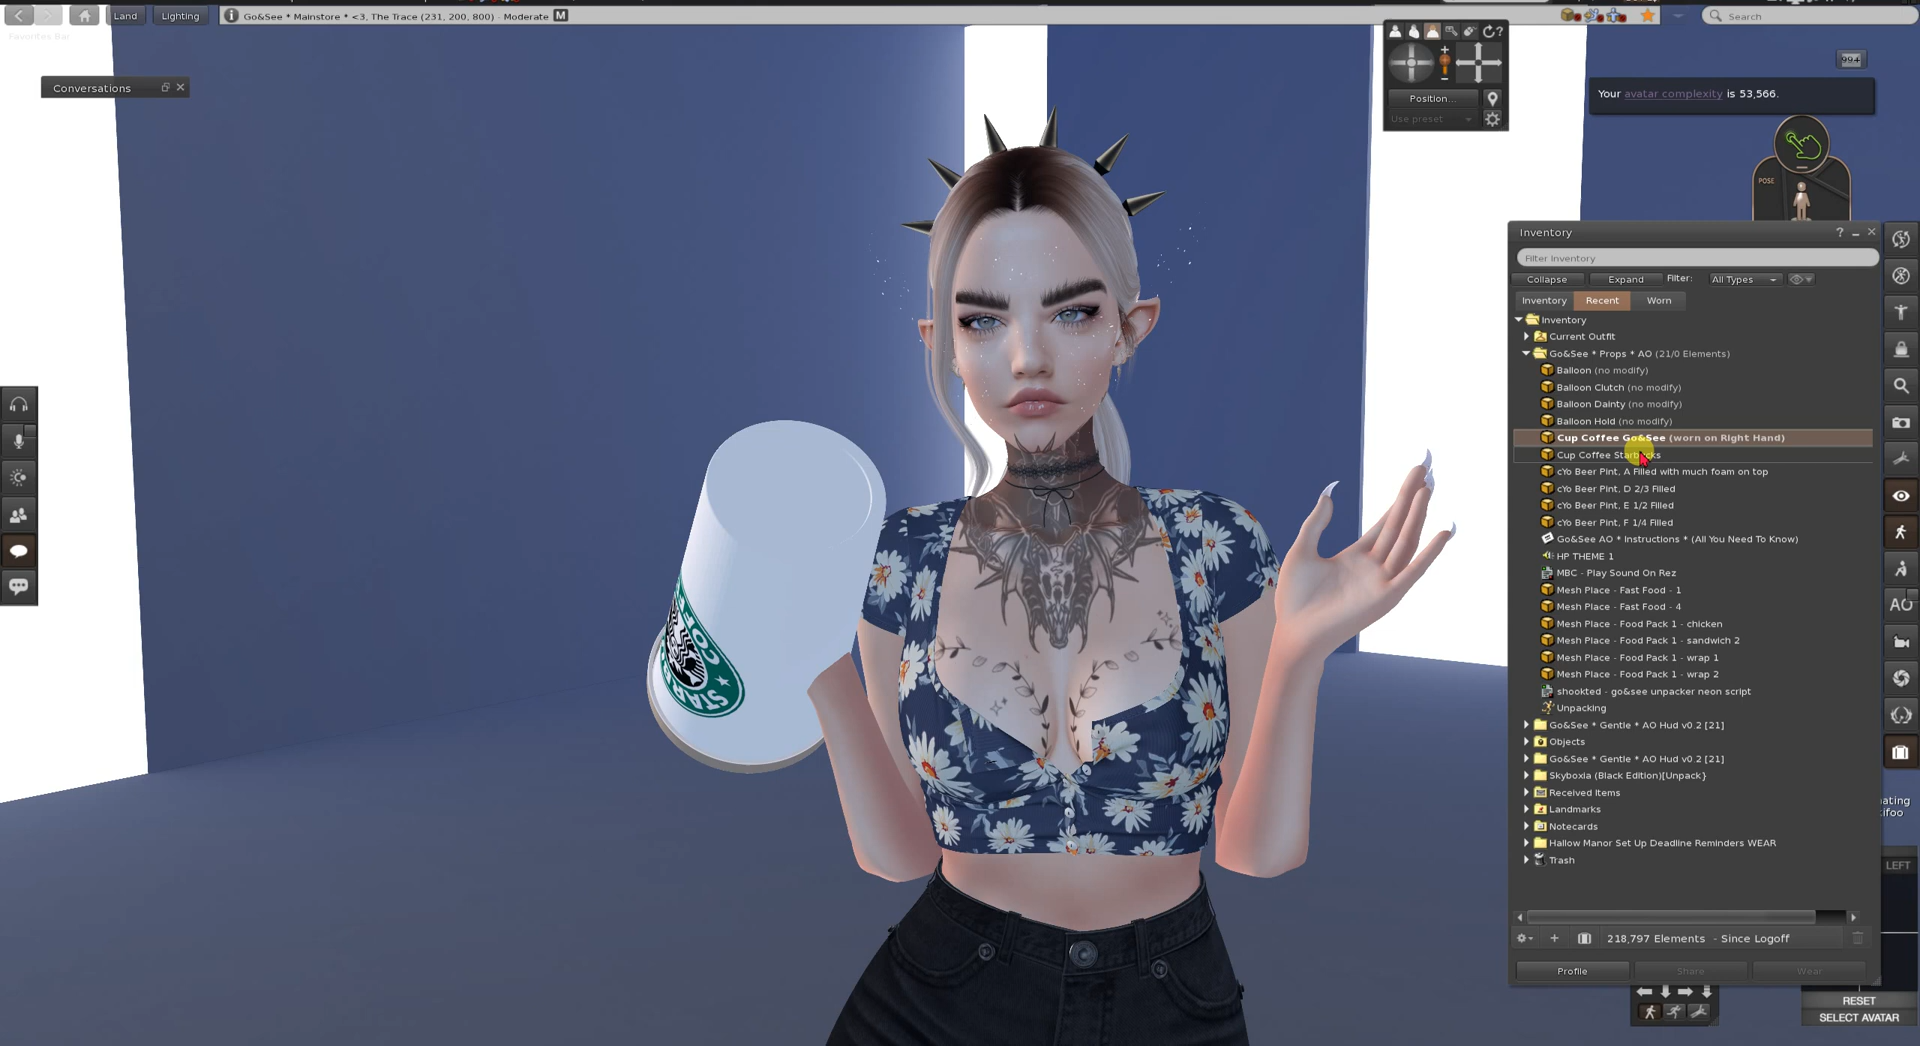 Land
Lighting
Go&See * Mainstore * <3, The Trace (231, 200, 800) - Moderate M
Search
Favorites Bar
Conversations
Position...
Use preset
994
Your avatar complexity is 53,566.
POSE
Inventory
Filter Inventory
Collapse
Expand
Filter:
All Types
Inventory
Recent
Worn
Inventory
Current Outfit
Go&See * Props * AO (21/0 Elements)
Balloon (no modify)
Balloon Clutch (no modify)
Balloon Dainty (no modify)
Balloon Hold (no modify)
Cup Coffee Go&See (worn on Right Hand)
Cup Coffee Starbucks
cYo Beer Pint, A Filled with much foam on top
cYo Beer Pint, D 2/3 Filled
cYo Beer Pint, E 1/2 Filled
cYo Beer Pint, F 1/4 Filled
Go&See AO * Instructions * (All You Need To Know)
HP THEME 1
MBC - Play Sound On Rez
Mesh Place - Fast Food - 1
Mesh Place - Fast Food - 4
Mesh Place - Food Pack 1 - chicken
Mesh Place - Food Pack 1 - sandwich 2
Mesh Place - Food Pack 1 - wrap 1
Mesh Place - Food Pack 1 - wrap 2
shookted - go&see unpacker neon script
Unpacking
Go&See * Gentle * AO Hud v0.2 [21]
Objects
Go&See * Gentle * AO Hud v0.2 [21]
Skyboxia (Black Edition)[Unpack}
Received Items
Landmarks
Notecards
Hallow Manor Set Up Deadline Reminders WEAR
Trash
218,797 Elements - Since Logoff
Profile
Share
Wear
AO
LEFT
RESET
SELECT AVATAR